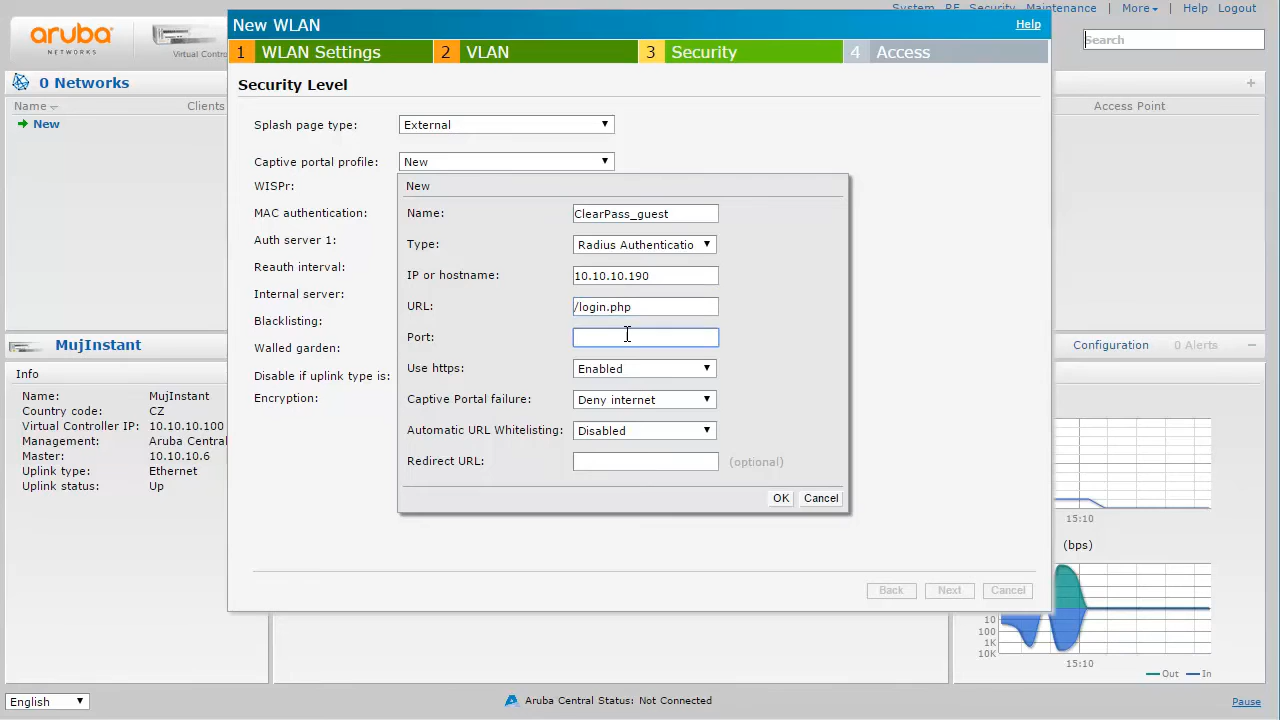 System RF Security Maintenance More Help Logout
aruba
NETWORKS
Virtual Contro
Search
New WLAN
Help
1 WLAN Settings 2 VLAN 3 Security 4 Access
Security Level
0 Networks
Name Clients
New
Access Point
Splash page type: External
Captive portal profile: New
WISPr:
MAC authentication:
Auth server 1:
Reauth interval:
Internal server:
Blacklisting:
Walled garden:
Disable if uplink type is:
Encryption:
New
Name: ClearPass_guest
Type: Radius Authenticatio
IP or hostname: 10.10.10.190
URL: /login.php
Port:
Use https: Enabled
Captive Portal failure: Deny internet
Automatic URL Whitelisting: Disabled
Redirect URL: (optional)
OK Cancel
Back Next Cancel
MujInstant
Info
Name: MujInstant
Country code: CZ
Virtual Controller IP: 10.10.10.100
Management: Aruba Central
Master: 10.10.10.6
Uplink type: Ethernet
Uplink status: Up
Configuration 0 Alerts
15:10
(bps)
10
100
1K
10K
15:10
Out In
English
Aruba Central Status: Not Connected
Pause